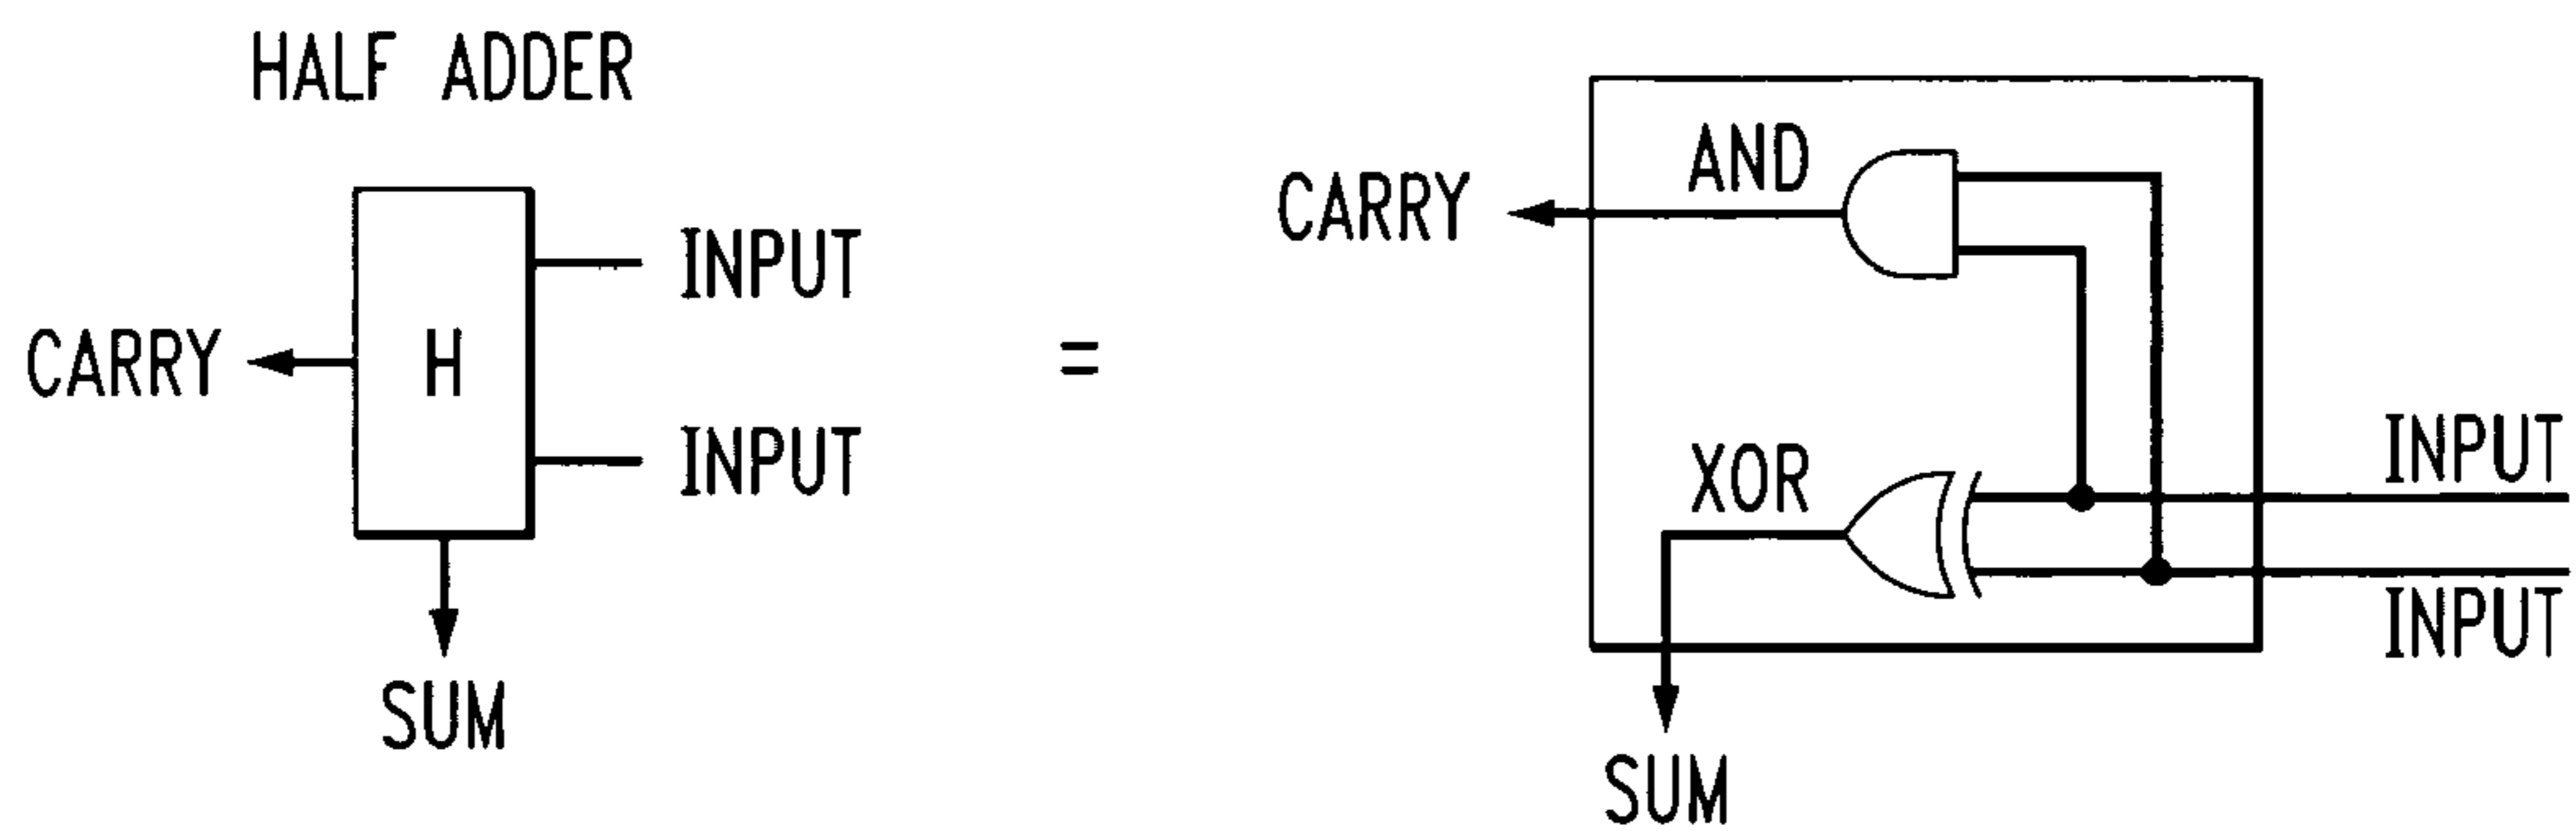 HALF ADDER
INPUT
CARRY
H
INPUT
SUM
=
AND
CARRY
XOR
INPUT
INPUT
SUM